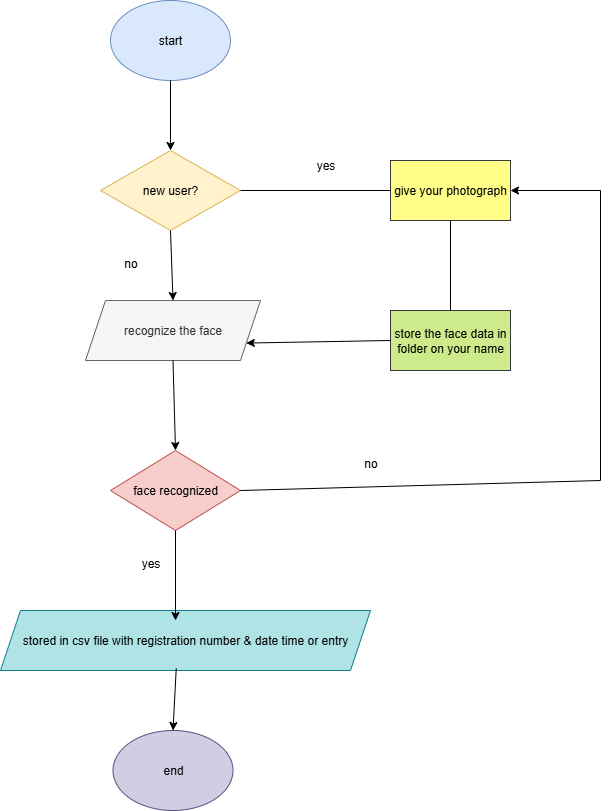 start
new user?
yes
give your photograph
no
recognize the face
store the face data in
folder on your name
face recognized
no
yes
stored in csv file with registration number & date time or entry
end